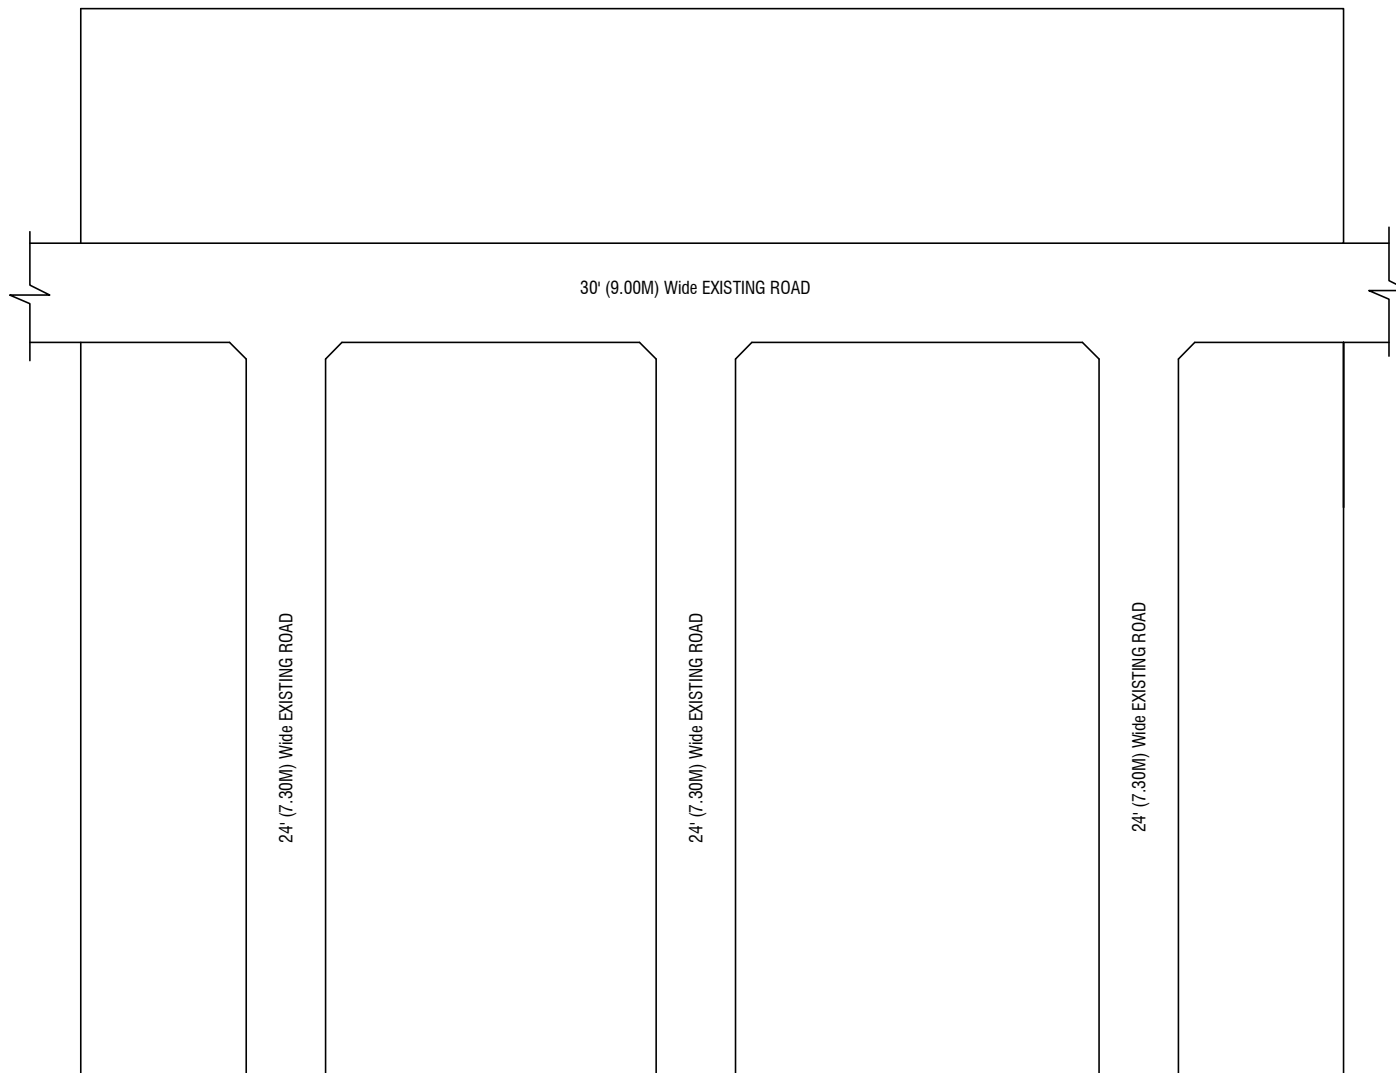 30' (9.00M) Wide EXISTING ROAD
24' (7.30M) Wide EXISTING ROAD
24' (7.30M) Wide EXISTING ROAD
24' (7.30M) Wide EXISTING ROAD